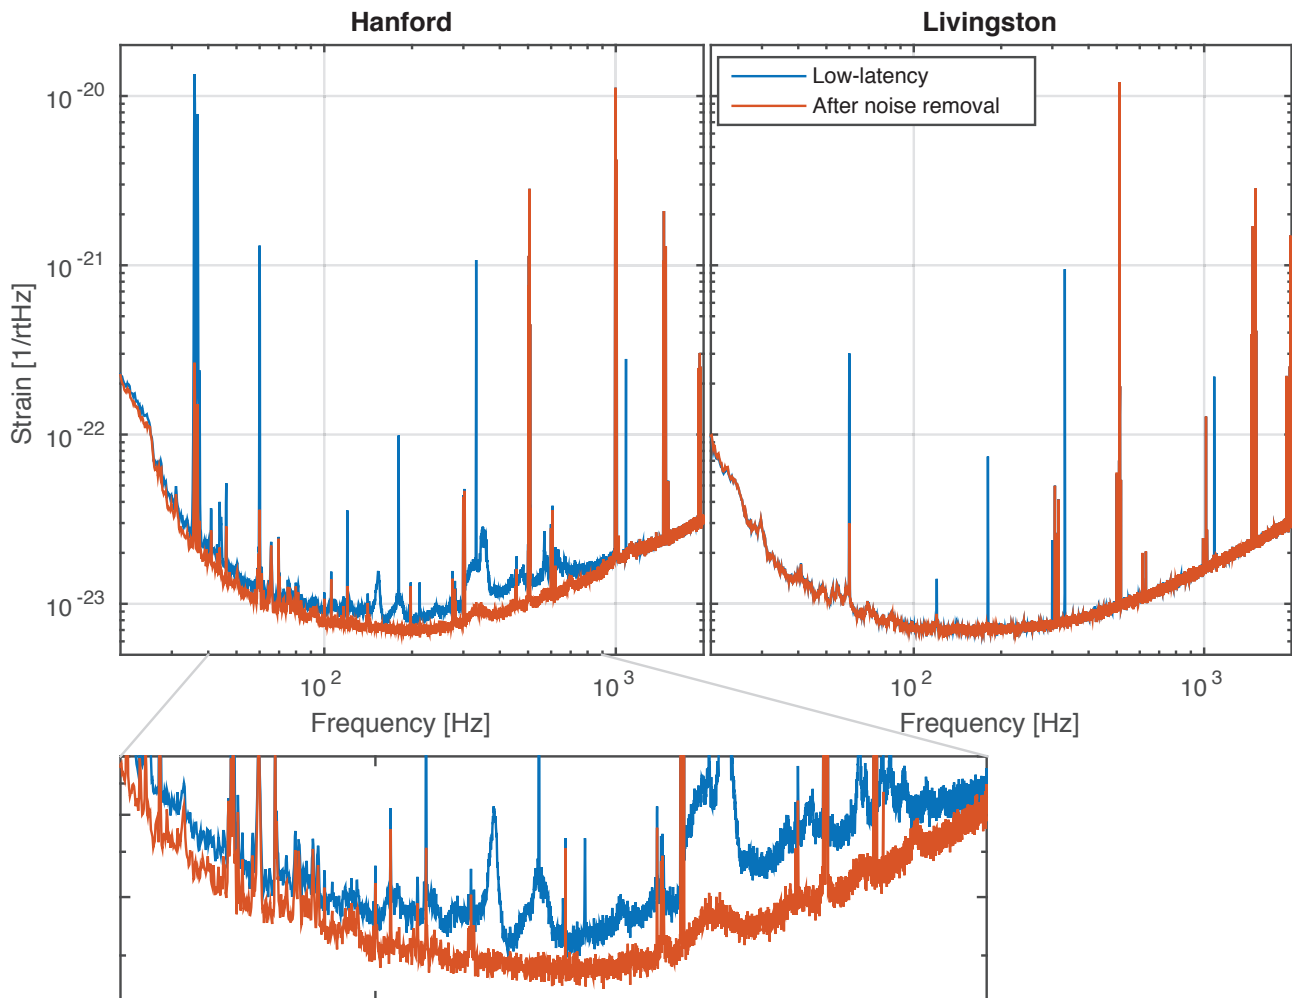 Hanford
Livingston
Low-latency
After noise removal
10^-20
10^-21
10^-22
10^-23
Strain [1/rtHz]
10^2
10^3
10^2
10^3
Frequency [Hz]
Frequency [Hz]